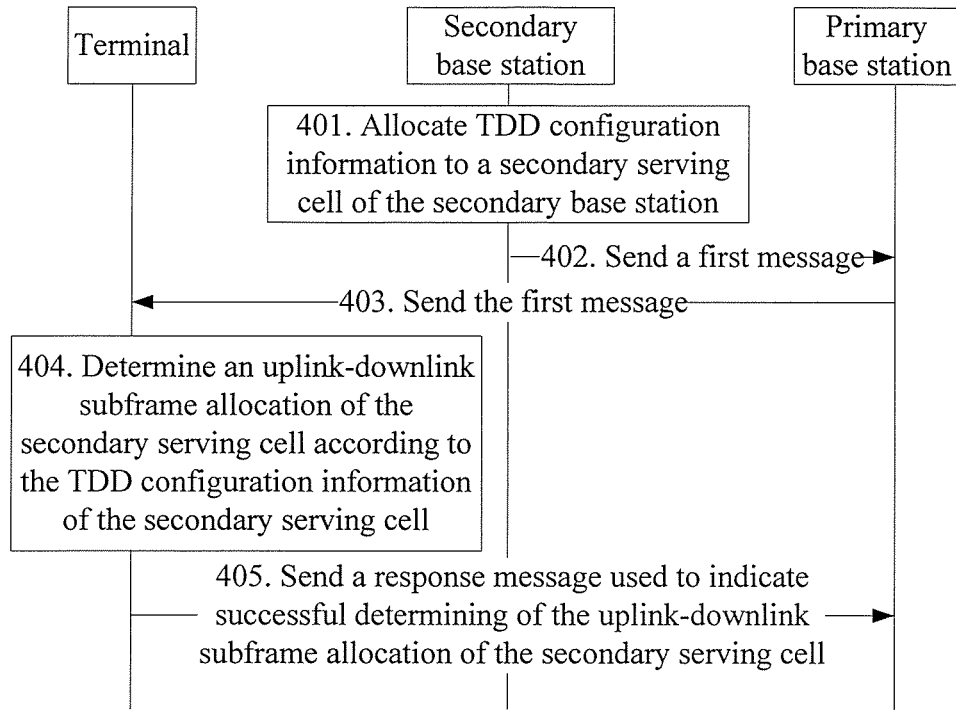 Terminal
Secondary
base station
Primary
base station
401. Allocate TDD configuration
information to a secondary serving
cell of the secondary base station
402. Send a first message
403. Send the first message
404. Determine an uplink-downlink
subframe allocation of the
secondary serving cell according to
the TDD configuration information
of the secondary serving cell
405. Send a response message used to indicate
successful determining of the uplink-downlink
subframe allocation of the secondary serving cell